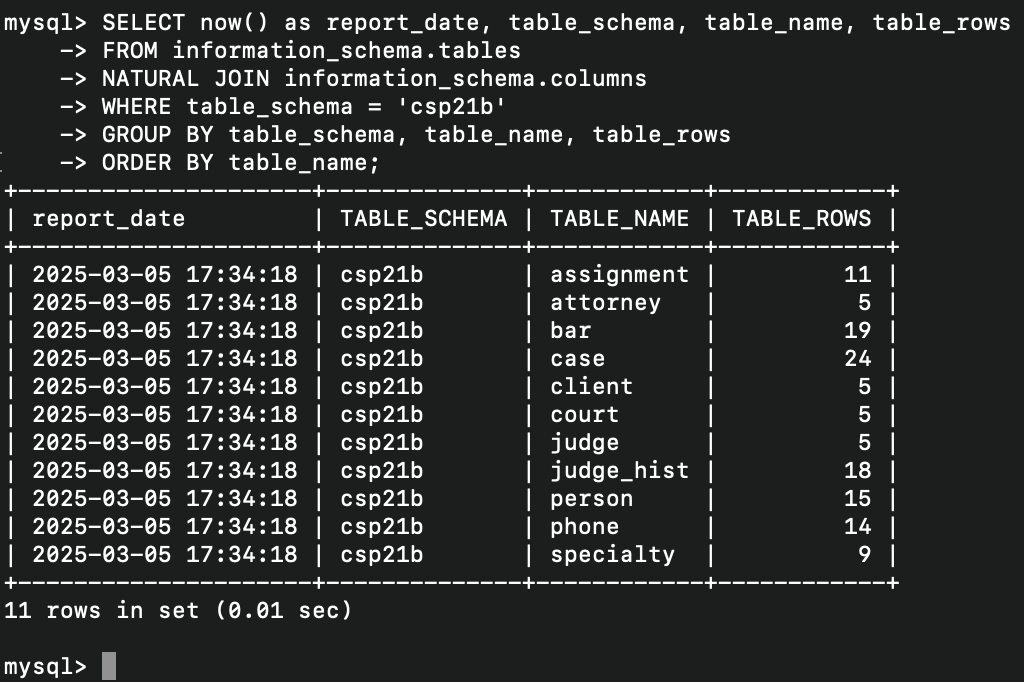 mysql> SELECT now() as report_date, table_schema, table_name, table_rows
    -> FROM information_schema.tables
    -> NATURAL JOIN information_schema.columns
    -> WHERE table_schema = 'csp21b'
    -> GROUP BY table_schema, table_name, table_rows
    -> ORDER BY table_name;
+---------------------+--------------+------------+------------+
| report_date         | TABLE_SCHEMA | TABLE_NAME | TABLE_ROWS |
+---------------------+--------------+------------+------------+
| 2025-03-05 17:34:18 | csp21b       | assignment |         11 |
| 2025-03-05 17:34:18 | csp21b       | attorney   |          5 |
| 2025-03-05 17:34:18 | csp21b       | bar        |         19 |
| 2025-03-05 17:34:18 | csp21b       | case       |         24 |
| 2025-03-05 17:34:18 | csp21b       | client     |          5 |
| 2025-03-05 17:34:18 | csp21b       | court      |          5 |
| 2025-03-05 17:34:18 | csp21b       | judge      |          5 |
| 2025-03-05 17:34:18 | csp21b       | judge_hist |         18 |
| 2025-03-05 17:34:18 | csp21b       | person     |         15 |
| 2025-03-05 17:34:18 | csp21b       | phone      |         14 |
| 2025-03-05 17:34:18 | csp21b       | specialty  |          9 |
+---------------------+--------------+------------+------------+
11 rows in set (0.01 sec)
mysql>